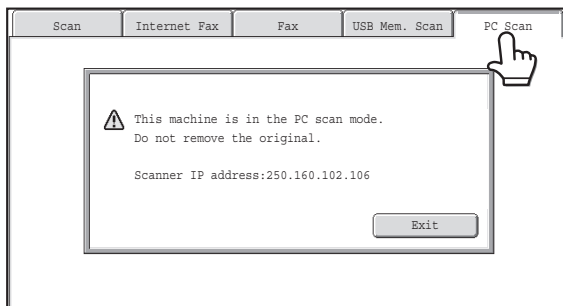 Scan Internet Fax Fax USB Mem. Scan PC Scan
This machine is in the PC scan mode.
Do not remove the original.
Scanner IP address:250.160.102.106
Exit